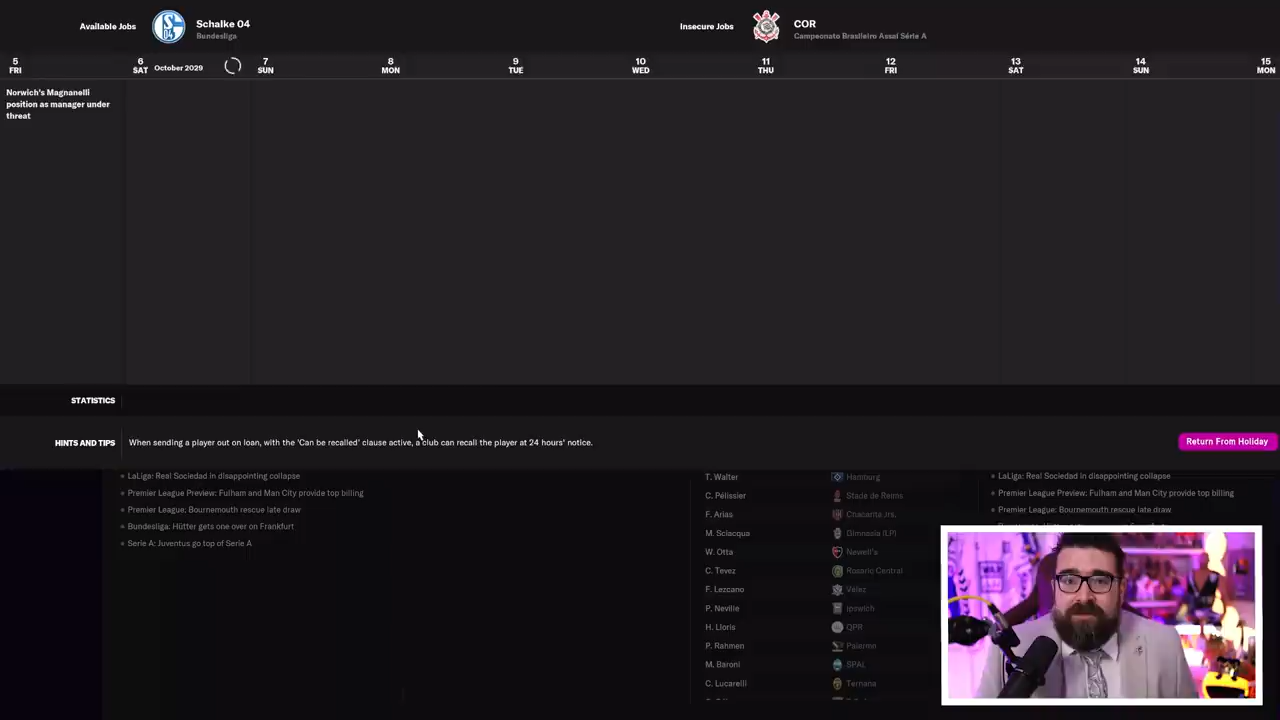 Available Jobs
Schalke 04
Bundesliga
Insecure Jobs
COR
Campeonato Brasileiro Assaí Série A
5
FRI
6
SAT
October 2029
7
SUN
8
MON
9
TUE
10
WED
11
THU
12
FRI
13
SAT
14
SUN
15
MON
Norwich's Magnanelli
position as manager under
threat
STATISTICS
HINTS AND TIPS
When sending a player out on loan, with the 'Can be recalled' clause active, a club can recall the player at 24 hours' notice.
Return From Holiday
LaLiga: Real Sociedad in disappointing collapse
Premier League Preview: Fulham and Man City provide top billing
Premier League: Bournemouth rescue late draw
Bundesliga: Hütter gets one over on Frankfurt
Serie A: Juventus go top of Serie A
T. Walter Hamburg
C. Pélissier Stade de Reims
F. Arias Chacarita Jrs.
M. Sciacqua Gimnasia (LP)
W. Otta Newell's
C. Tevez Rosario Central
F. Lezcano Vélez
P. Neville Ipswich
H. Lloris QPR
P. Rahmen Palermo
M. Baroni SPAL
C. Lucarelli Ternana
LaLiga: Real Sociedad in disappointing collapse
Premier League Preview: Fulham and Man City provide top billing
Premier League: Bournemouth rescue late draw